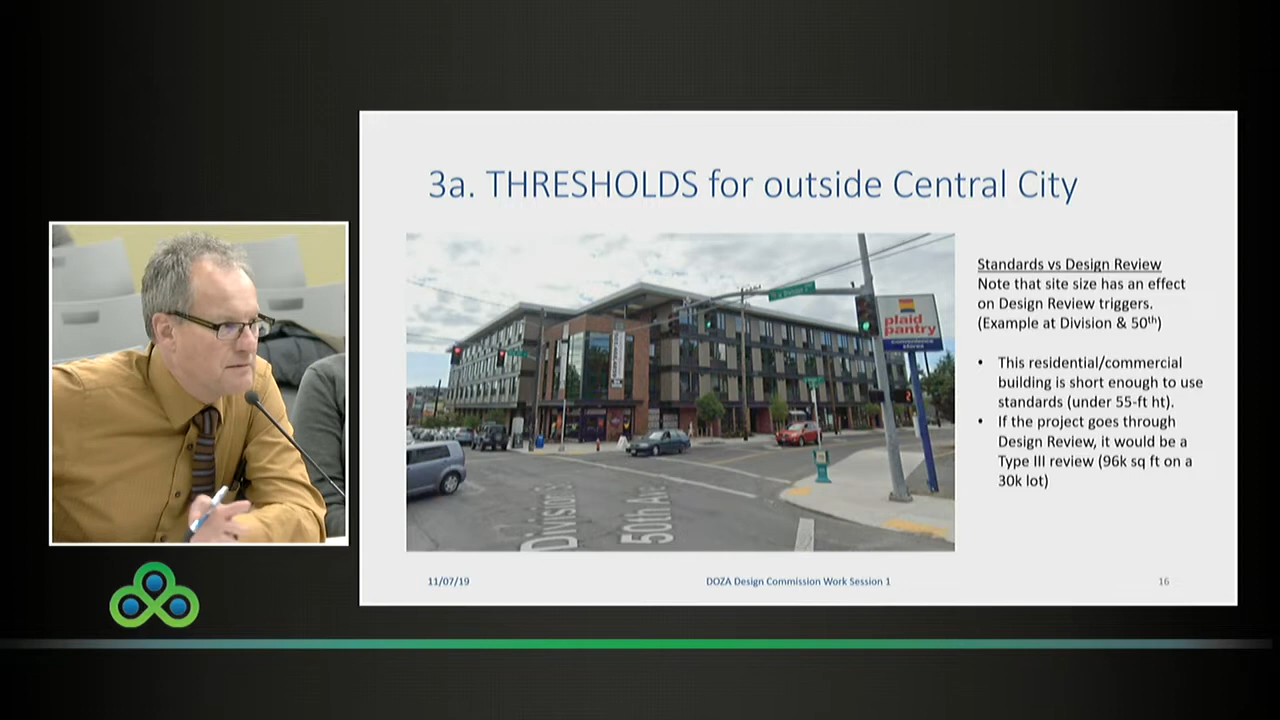 3a. THRESHOLDS for outside Central City
plaid
pantry
convenience
stores
Division St
50th Ave
Standards vs Design Review
Note that site size has an effect
on Design Review triggers.
(Example at Division & 50th)
• This residential/commercial
building is short enough to use
standards (under 55-ft ht).
• If the project goes through
Design Review, it would be a
Type III review (96k sq ft on a
30k lot)
11/07/19
DOZA Design Commission Work Session 1
16